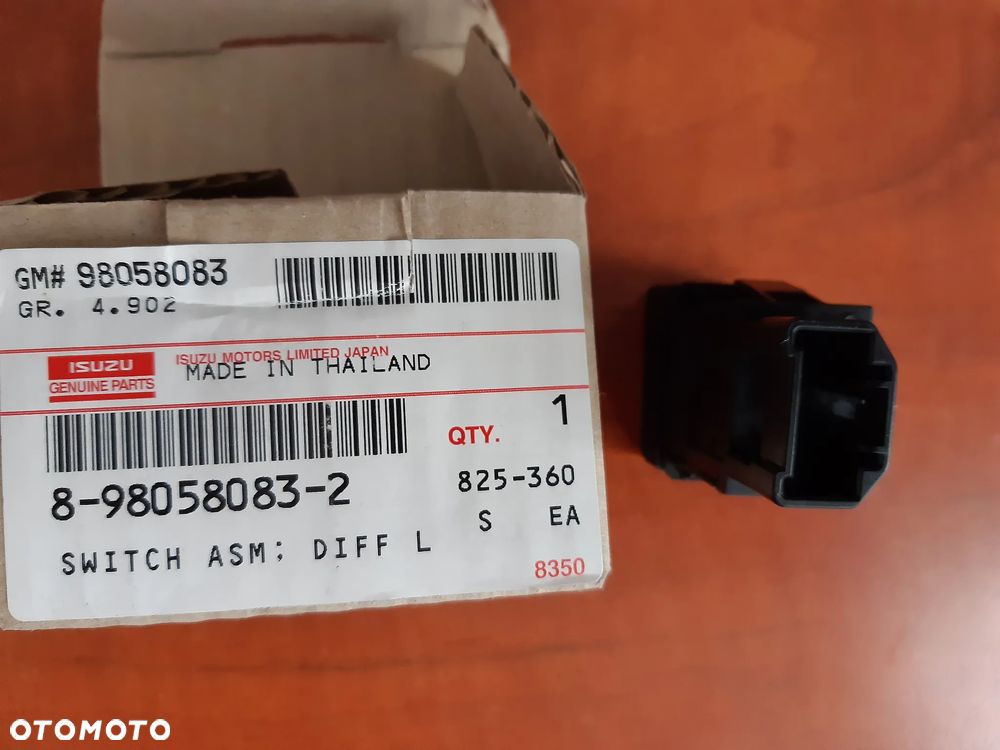 GM# 98058083
GR. 4.902
ISUZU
GENUINE PARTS
ISUZU MOTORS LIMITED JAPAN
MADE IN THAILAND
QTY. 1
8-98058083-2
825-360
S EA
SWITCH ASM; DIFF L
8350
OTOMOTO